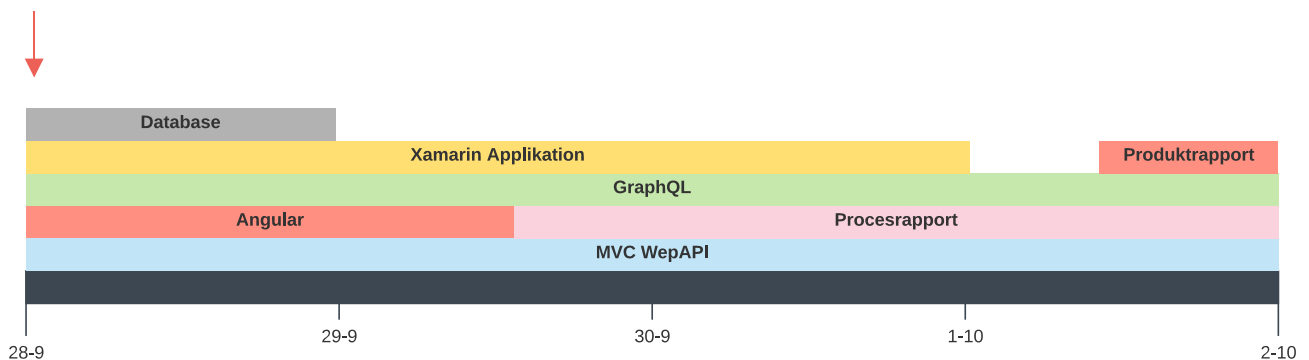 Database
Xamarin Applikation
Produktrapport
GraphQL
Angular
Procesrapport
MVC WepAPI
28-9
29-9
30-9
1-10
2-10